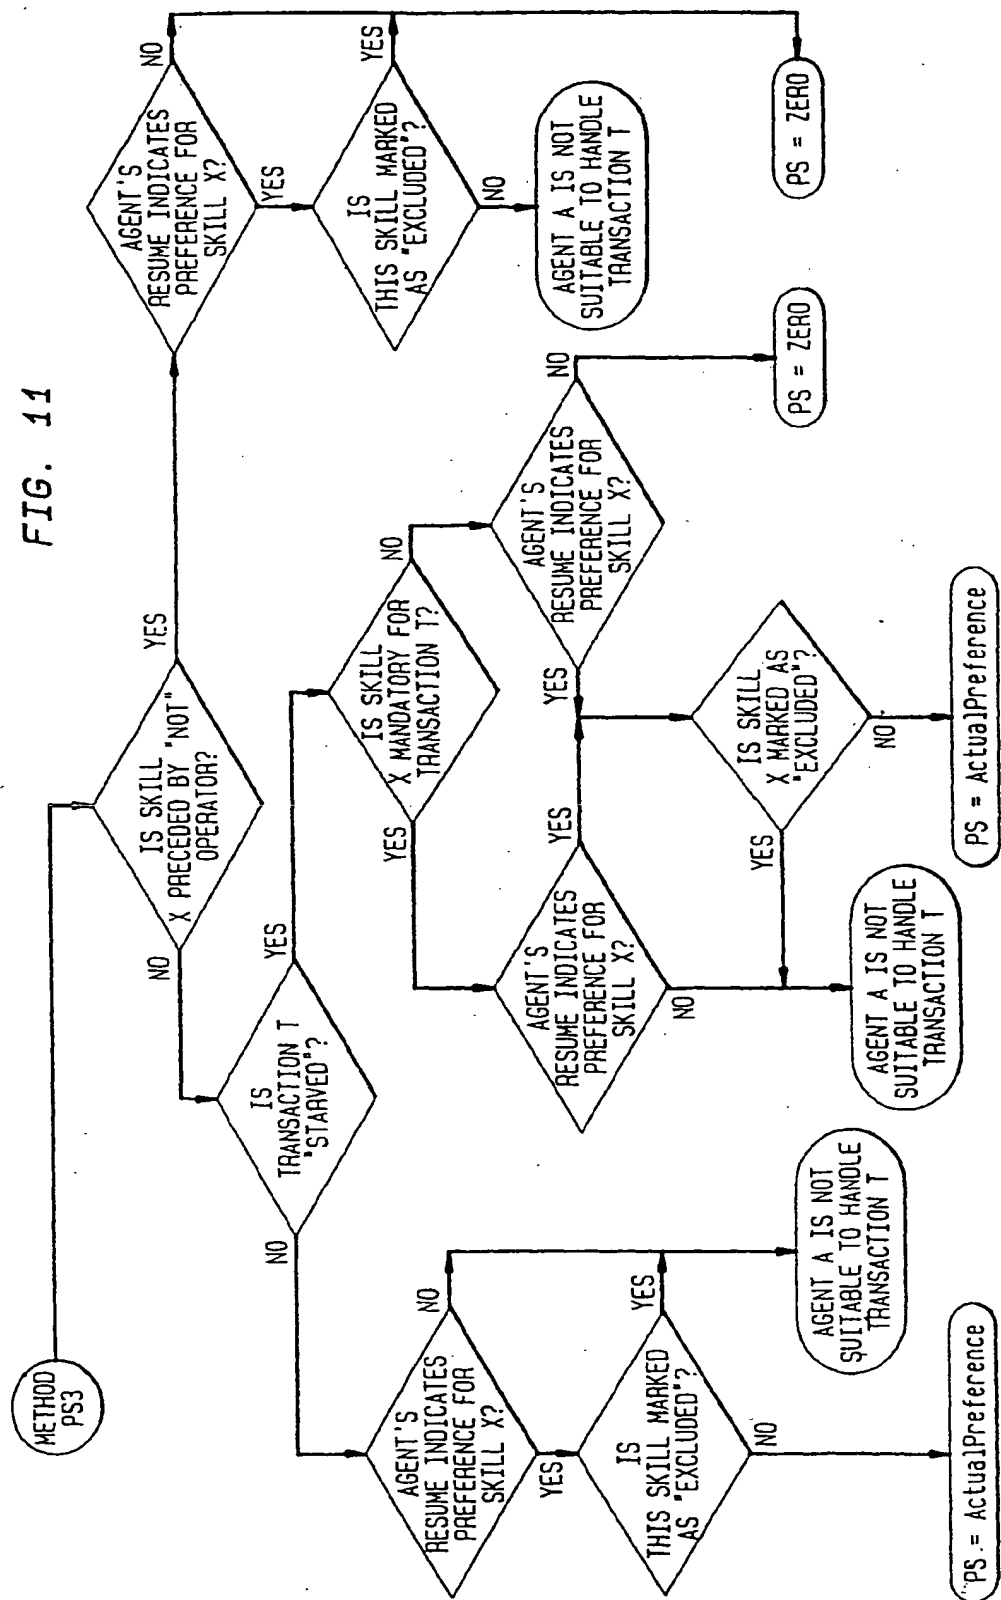 FIG. 11
METHOD
PS3
IS SKILL
X PRECEDED BY "NOT"
OPERATOR?
NO
YES
IS
TRANSACTION T
"STARVED"?
NO
YES
AGENT'S
RESUME INDICATES
PREFERENCE FOR
SKILL X?
NO
YES
IS
THIS SKILL MARKED
AS "EXCLUDED"?
YES
NO
AGENT A IS NOT
SUITABLE TO HANDLE
TRANSACTION T
PS = ActualPreference
IS SKILL
X MANDATORY FOR
TRANSACTION T?
YES
NO
AGENT'S
RESUME INDICATES
PREFERENCE FOR
SKILL X?
YES
NO
AGENT'S
RESUME INDICATES
PREFERENCE FOR
SKILL X?
YES
NO
IS SKILL
X MARKED AS
"EXCLUDED"?
YES
NO
AGENT A IS NOT
SUITABLE TO HANDLE
TRANSACTION T
PS = ActualPreference
PS = ZERO
AGENT'S
RESUME INDICATES
PREFERENCE FOR
SKILL X?
NO
YES
IS
THIS SKILL MARKED
AS "EXCLUDED"?
YES
NO
AGENT A IS NOT
SUITABLE TO HANDLE
TRANSACTION T
PS = ZERO